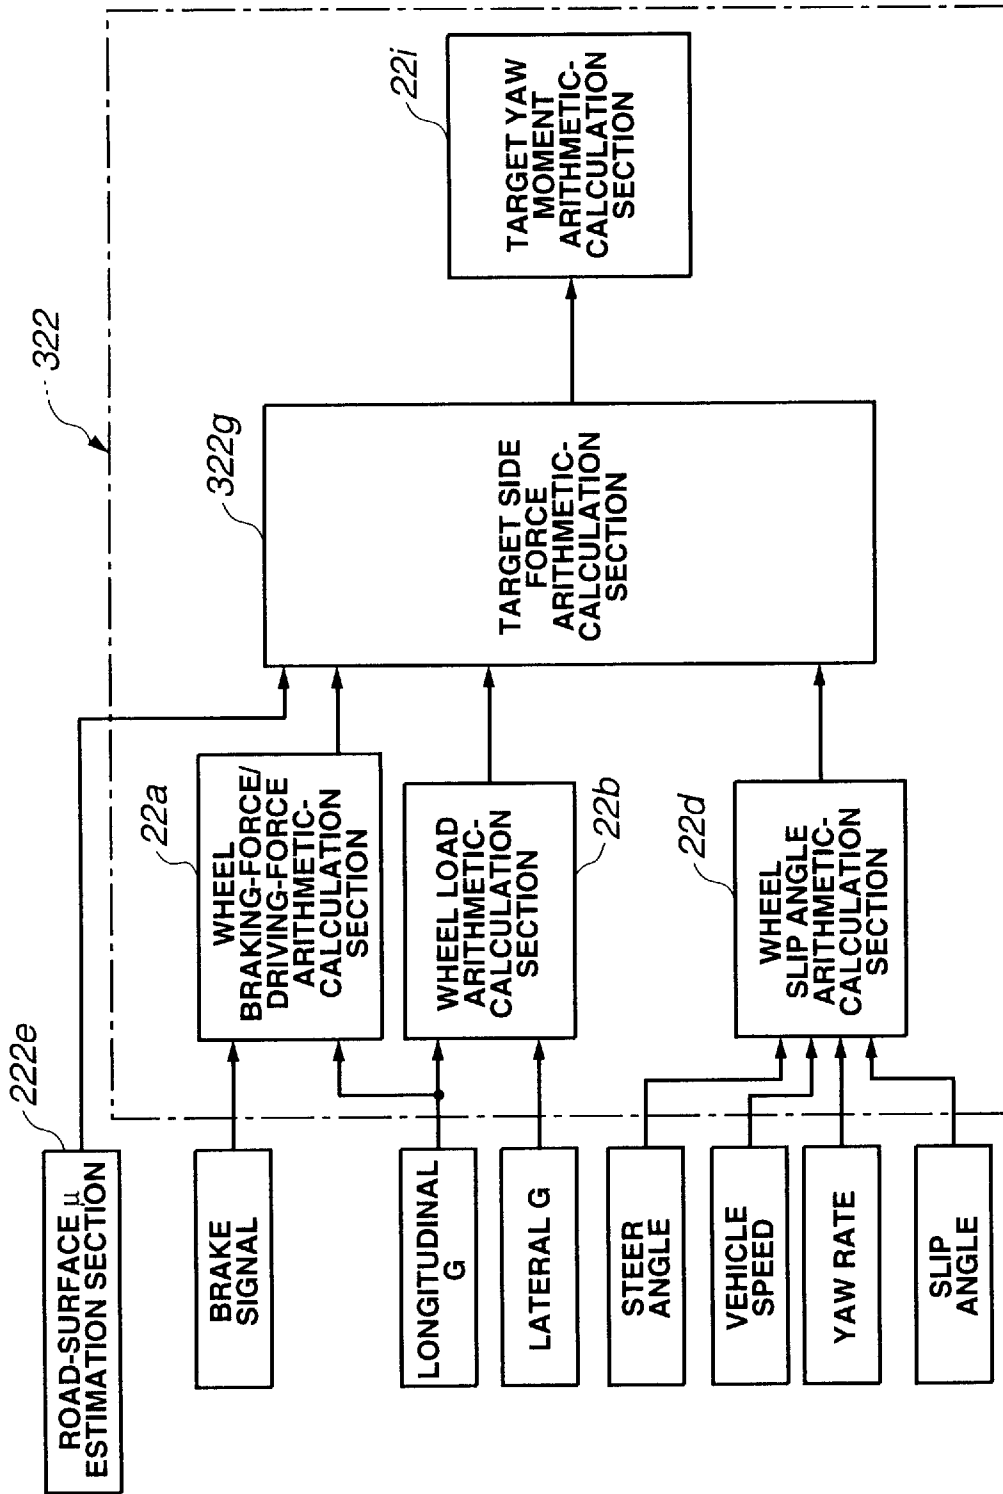 222e
ROAD-SURFACE μ
ESTIMATION SECTION
BRAKE
SIGNAL
LONGITUDINAL
G
LATERAL G
STEER
ANGLE
VEHICLE
SPEED
YAW RATE
SLIP
ANGLE
22a
WHEEL
BRAKING-FORCE/
DRIVING-FORCE
ARITHMETIC-
CALCULATION
SECTION
WHEEL LOAD
ARITHMETIC-
CALCULATION
SECTION
22b
22d
WHEEL
SLIP ANGLE
ARITHMETIC-
CALCULATION
SECTION
322
322g
TARGET SIDE
FORCE
ARITHMETIC-
CALCULATION
SECTION
22i
TARGET YAW
MOMENT
ARITHMETIC-
CALCULATION
SECTION